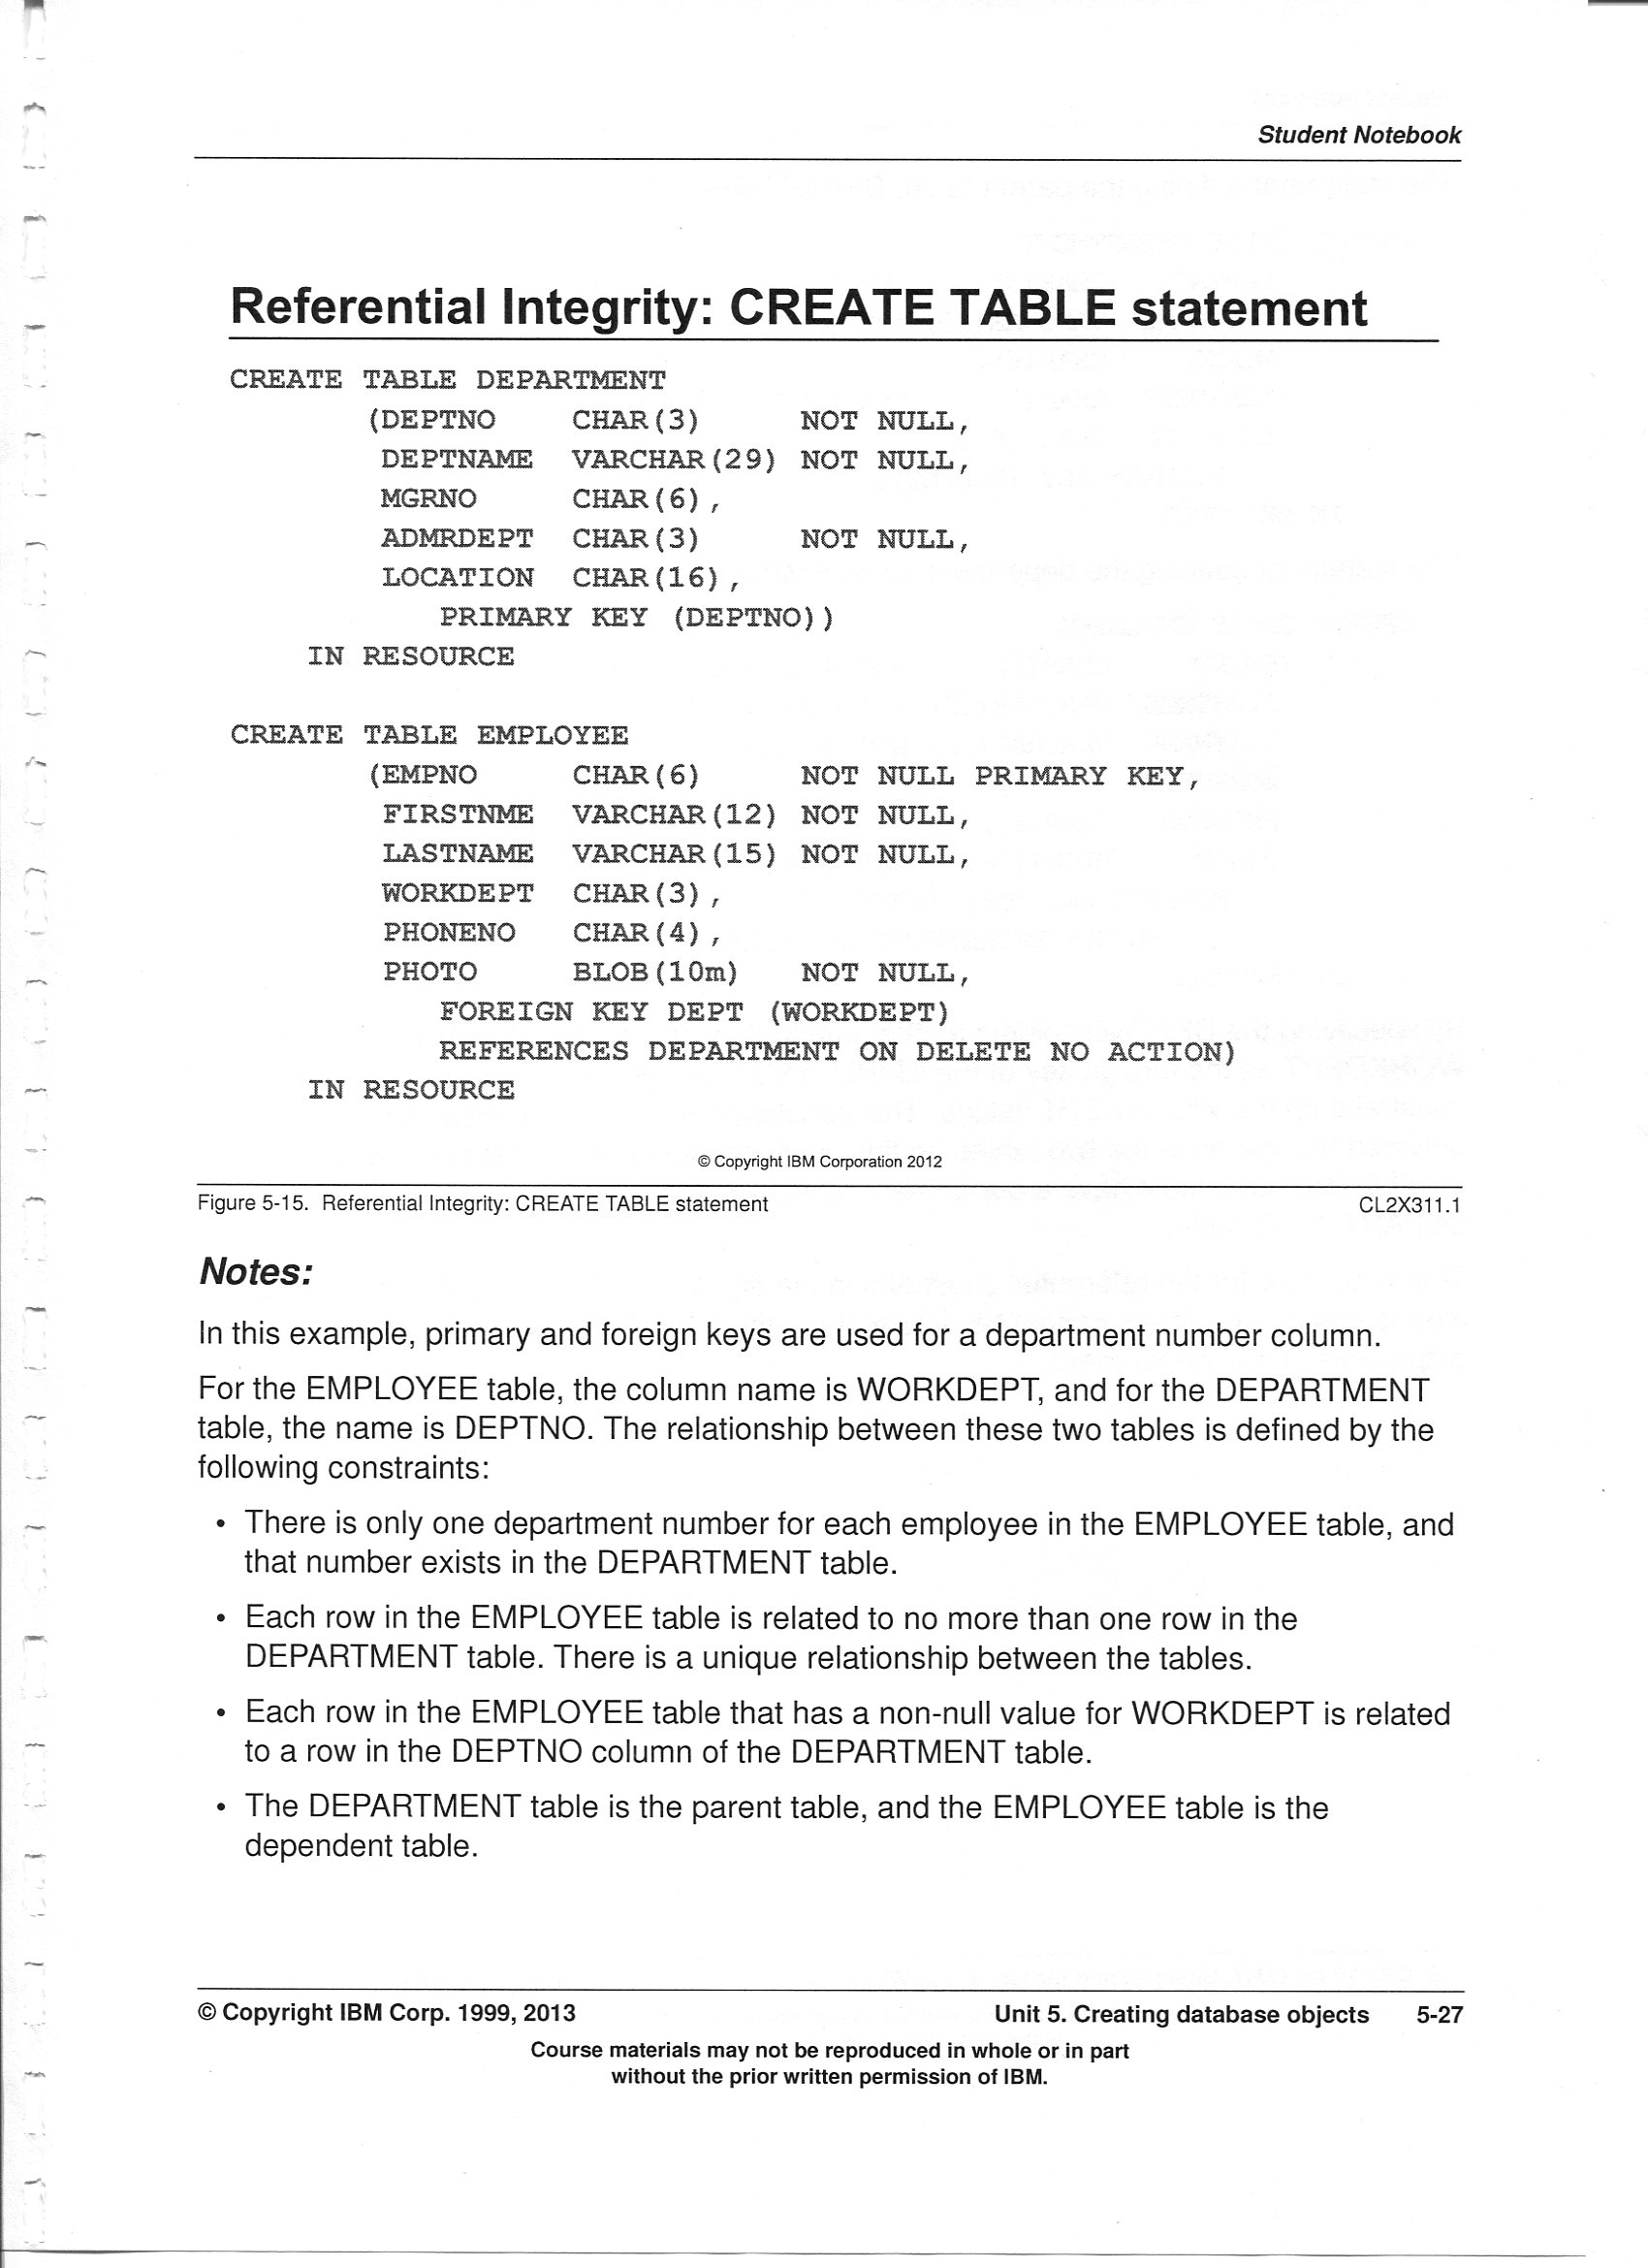 Student Notebook
Referential Integrity: CREATE TABLE statement
CREATE TABLE DEPARTMENT
(DEPTNO CHAR(3) NOT NULL,
DEPTNAME VARCHAR(29) NOT NULL,
MGRNO CHAR(6),
ADMRDEPT CHAR(3) NOT NULL,
LOCATION CHAR(16),
PRIMARY KEY (DEPTNO))
IN RESOURCE
CREATE TABLE EMPLOYEE
(EMPNO CHAR(6) NOT NULL PRIMARY KEY,
FIRSTNME VARCHAR(12) NOT NULL,
LASTNAME VARCHAR(15) NOT NULL,
WORKDEPT CHAR(3),
PHONENO CHAR(4),
PHOTO BLOB(10m) NOT NULL,
FOREIGN KEY DEPT (WORKDEPT)
REFERENCES DEPARTMENT ON DELETE NO ACTION)
IN RESOURCE
© Copyright IBM Corporation 2012
Figure 5-15. Referential Integrity: CREATE TABLE statement CL2X311.1
Notes:
In this example, primary and foreign keys are used for a department number column.
For the EMPLOYEE table, the column name is WORKDEPT, and for the DEPARTMENT
table, the name is DEPTNO. The relationship between these two tables is defined by the
following constraints:
• There is only one department number for each employee in the EMPLOYEE table, and
that number exists in the DEPARTMENT table.
• Each row in the EMPLOYEE table is related to no more than one row in the
DEPARTMENT table. There is a unique relationship between the tables.
• Each row in the EMPLOYEE table that has a non-null value for WORKDEPT is related
to a row in the DEPTNO column of the DEPARTMENT table.
• The DEPARTMENT table is the parent table, and the EMPLOYEE table is the
dependent table.
© Copyright IBM Corp. 1999, 2013 Unit 5. Creating database objects 5-27
Course materials may not be reproduced in whole or in part
without the prior written permission of IBM.